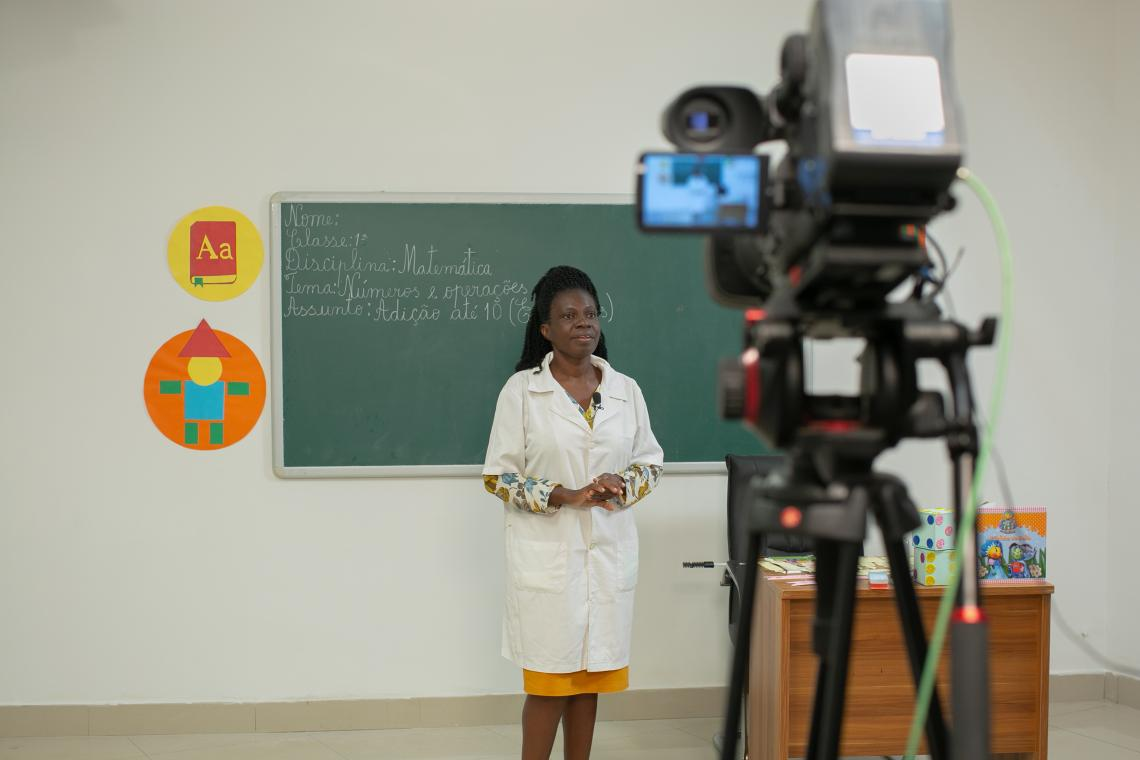 Nome:
Classe: 1ª
Disciplina: Matemática
Tema: Números e operações
Assunto: Adição até 10 (
Aa